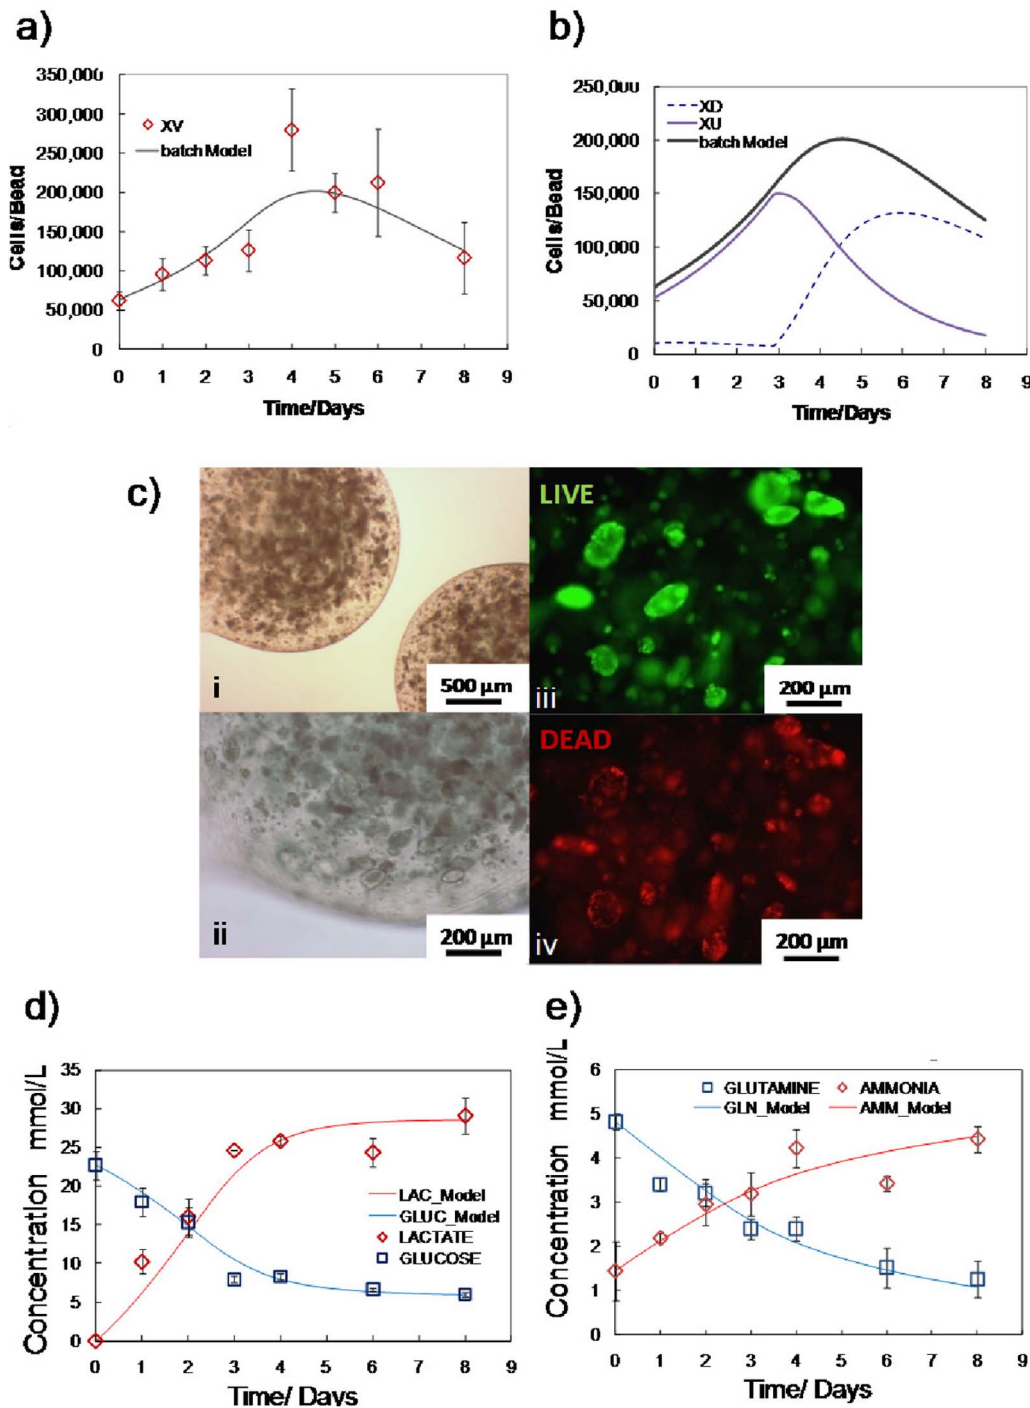 a)
350,000
300,000
250,000
200,000
150,000
100,000
50,000
0
XV
batch Model
Cells/Bead
0 1 2 3 4 5 6 7 8 9
Time/Days
b)
250,000
200,000
150,000
100,000
50,000
0
XD
XU
batch Model
Cells/Bead
0 1 2 3 4 5 6 7 8 9
Time/Days
c)
i
500 µm
LIVE
iii
200 µm
ii
200 µm
DEAD
iv
200 µm
d)
Concentration mmol/L
35
30
25
20
15
10
5
0
LAC_Model
GLUC_Model
LACTATE
GLUCOSE
0 1 2 3 4 5 6 7 8 9
Time/ Days
e)
Concentration mmol/L
6
5
4
3
2
1
0
GLUTAMINE AMMONIA
GLN_Model AMM_Model
0 1 2 3 4 5 6 7 8 9
Time/ Days